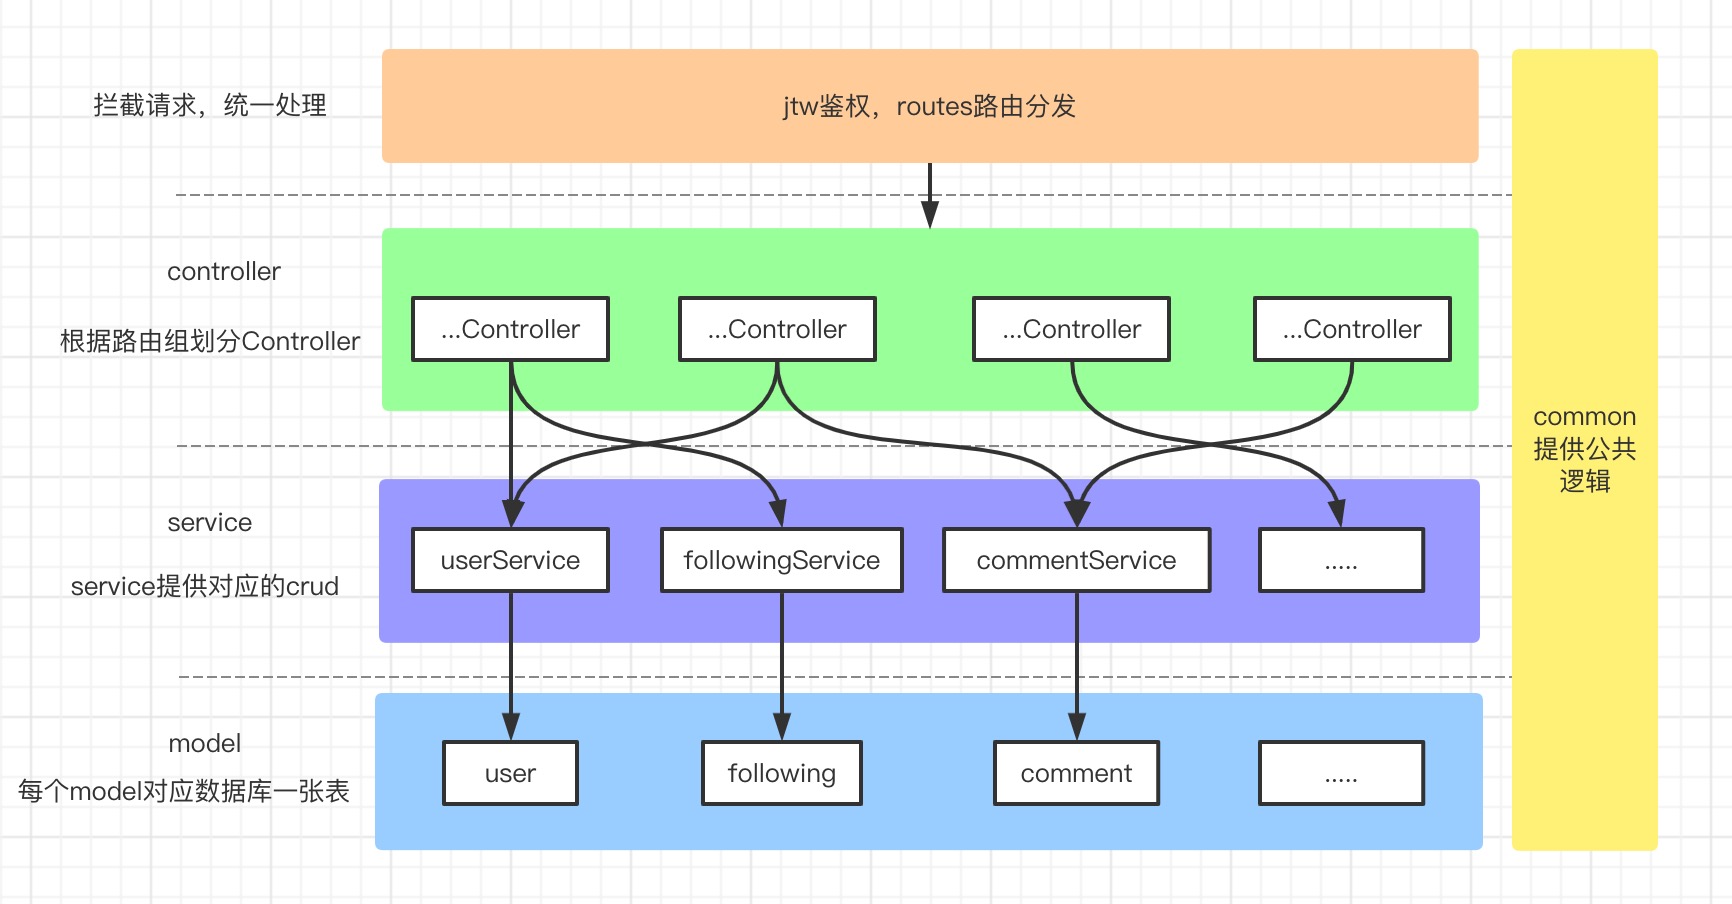 拦截请求，统一处理
jtw鉴权，routes路由分发
controller
根据路由组划分Controller
...Controller
...Controller
...Controller
...Controller
common
提供公共
逻辑
service
service提供对应的crud
userService
followingService
commentService
.....
model
每个model对应数据库一张表
user
following
comment
.....